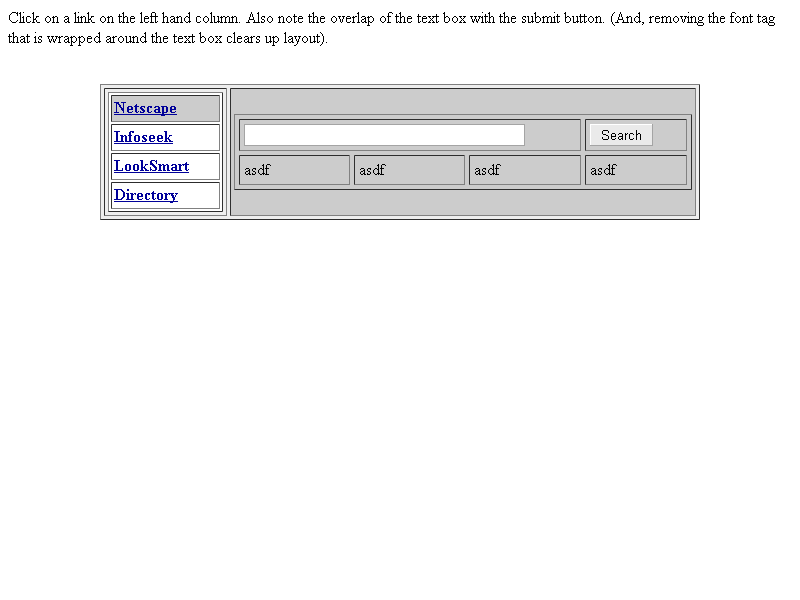 Click on a link on the left hand column. Also note the overlap of the text box with the submit button. (And, removing the font tag
that is wrapped around the text box clears up layout).
Netscape
Infoseek
LookSmart
Directory
Search
asdf asdf asdf asdf